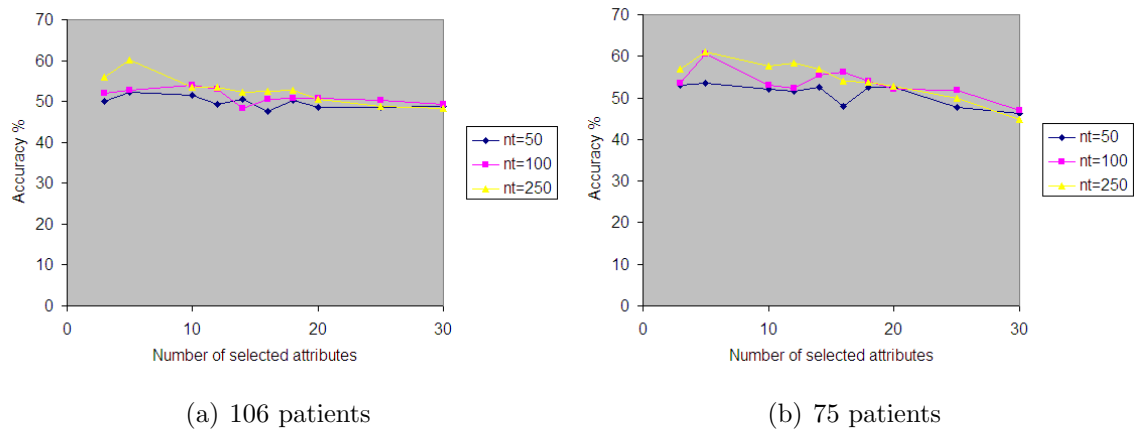 70
60
50
40
30
20
10
0
Accuracy %
0 10 20 30
Number of selected attributes
nt=50
nt=100
nt=250
(a) 106 patients
70
60
50
40
30
20
10
0
Accuracy %
0 10 20 30
Number of selected attributes
nt=50
nt=100
nt=250
(b) 75 patients